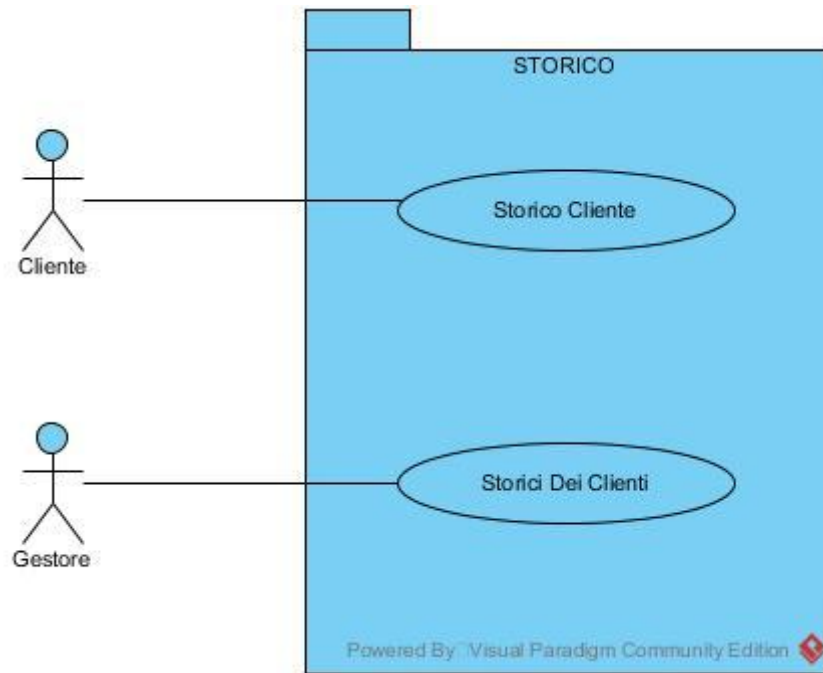 STORICO
Storico Cliente
Cliente
Storici Dei Clienti
Gestore
Powered By Visual Paradigm Community Edition